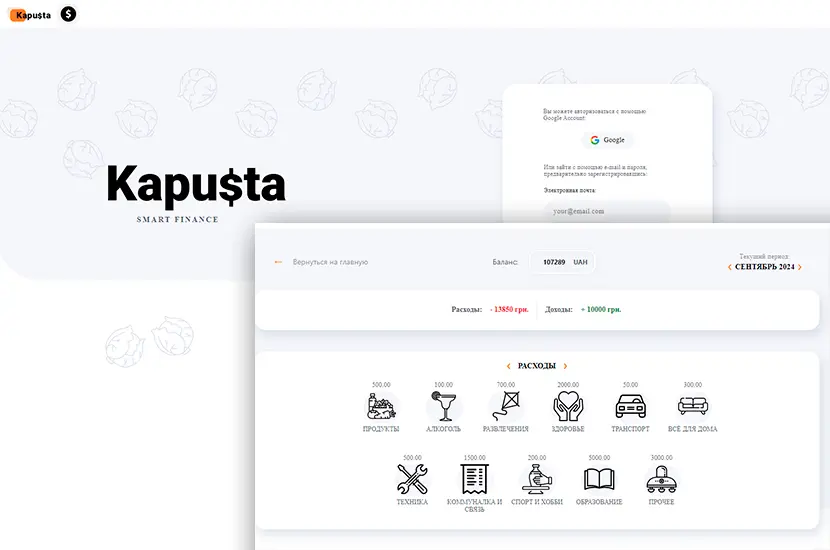 Kapu$ta
$
Kapu$ta
SMART FINANCE
Вы можете авторизоваться с помощью
Google Account:
Google
Или зайти с помощью e-mail и пароля,
предварительно зарегистрировавшись:
Электронная почта:
your@email.com
Вернуться на главную
Баланс:
107289 UAH
Текущий период:
СЕНТЯБРЬ 2024
Расходы: - 13850 грн. Доходы: + 10000 грн.
РАСХОДЫ
500.00 100.00 700.00 2000.00 50.00 300.00
ПРОДУКТЫ АЛКОГОЛЬ РАЗВЛЕЧЕНИЯ ЗДОРОВЬЕ ТРАНСПОРТ ВСЁ ДЛЯ ДОМА
500.00 1500.00 200.00 5000.00 3000.00
ТЕХНИКА КОММУНАЛКА И СПОРТ И ХОББИ ОБРАЗОВАНИЕ ПРОЧЕЕ
СВЯЗЬ